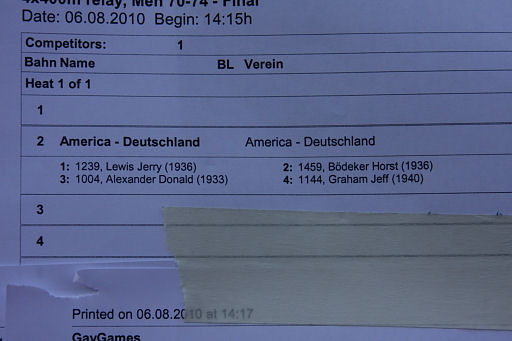 4x400m relay, Men 70-74 - Final
Date: 06.08.2010 Begin: 14:15h
Competitors: 1
Bahn Name BL Verein
Heat 1 of 1
1
2 America - Deutschland America - Deutschland
1: 1239, Lewis Jerry (1936) 2: 1459, Bödeker Horst (1936)
3: 1004, Alexander Donald (1933) 4: 1144, Graham Jeff (1940)
3
4
Printed on 06.08.2010 at 14:17
GayGames